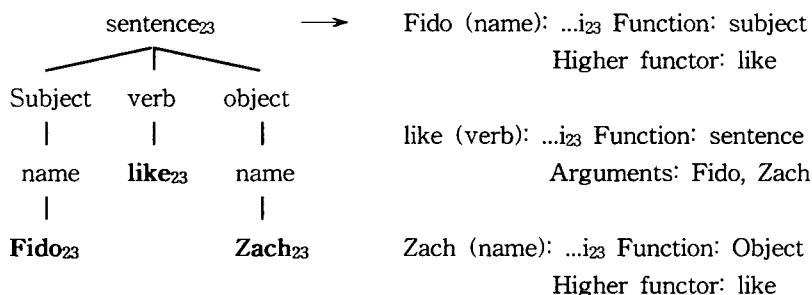 sentence₂₃ → Fido (name): ...i₂₃ Function: subject
Higher functor: like
Subject verb object
like (verb): ...i₂₃ Function: sentence
name like₂₃ name Arguments: Fido, Zach
Fido₂₃ Zach₂₃ Zach (name): ...i₂₃ Function: Object
Higher functor: like